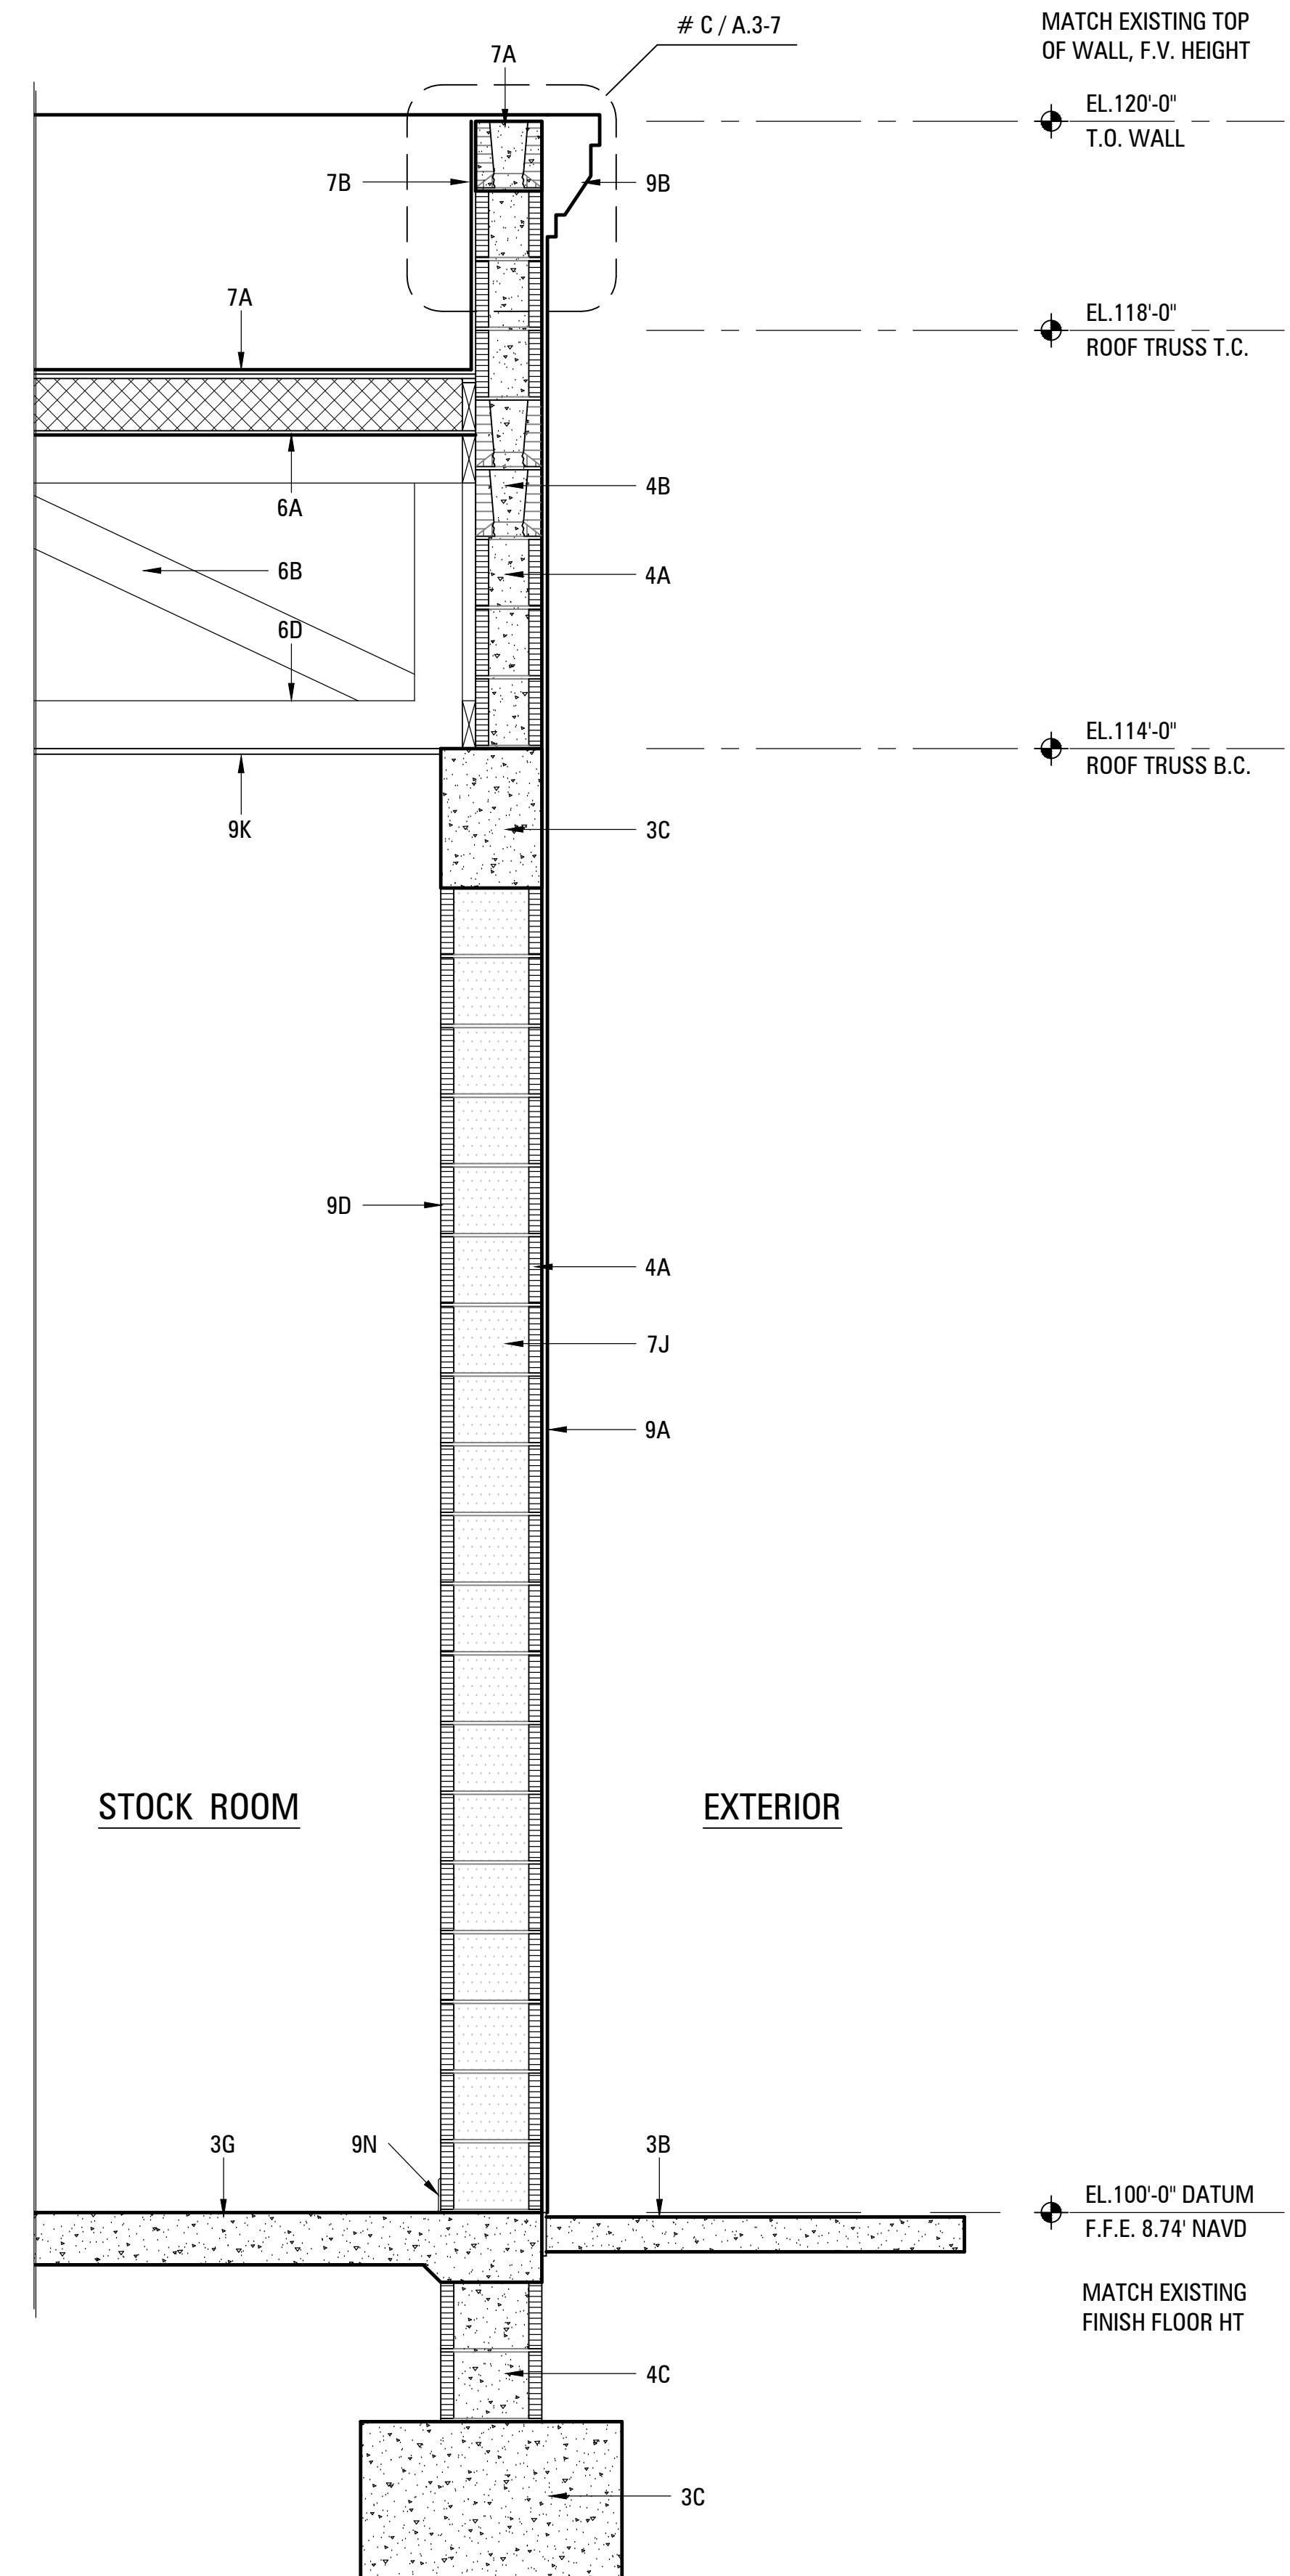 # C / A.3-7
MATCH EXISTING TOP
OF WALL, F.V. HEIGHT
7A
EL.120'-0"
T.O. WALL
7B
9B
7A
EL.118'-0"
ROOF TRUSS T.C.
4B
6A
6B
4A
6D
EL.114'-0"
ROOF TRUSS B.C.
9K
3C
9D
4A
7J
9A
STOCK ROOM
EXTERIOR
3G
9N
3B
EL.100'-0" DATUM
F.F.E. 8.74' NAVD
MATCH EXISTING
FINISH FLOOR HT
4C
3C